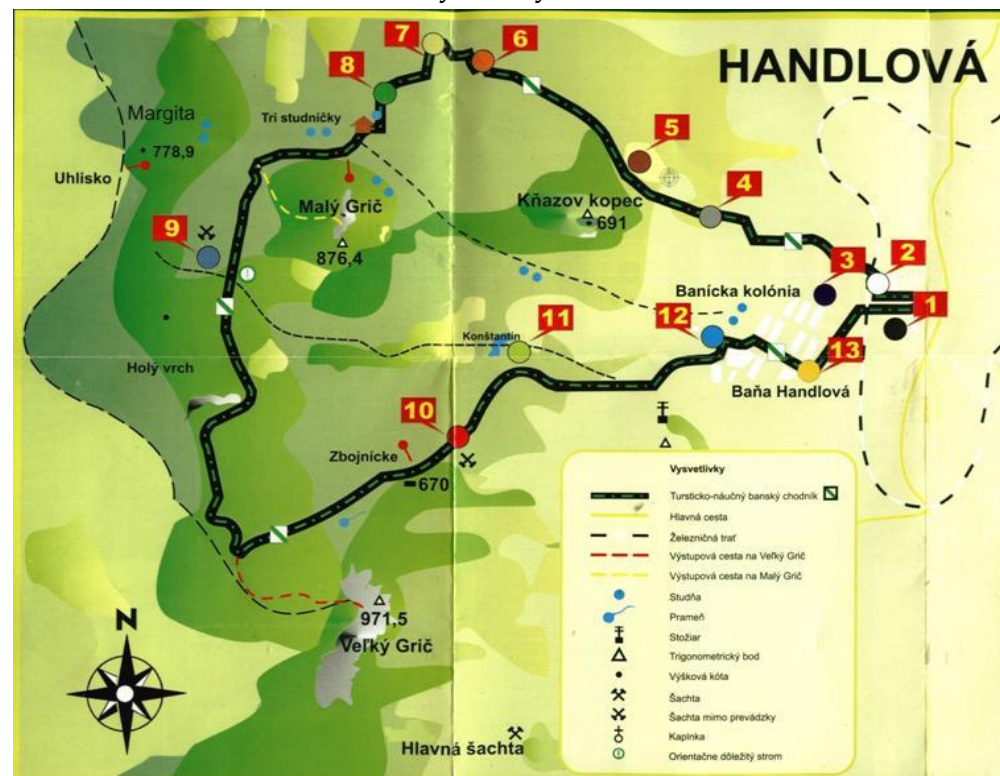 HANDLOVÁ
7
6
8
Margita
Tri studničky
778,9
5
Uhlisko
Malý Grič
Kňazov kopec
4
691
9
876,4
3
2
Banícka kolónia
1
11
12
Konštantín
13
Holý vrch
Baňa Handlová
10
Zbojnícke
670
Vysvetlivky
Tursticko-náučný banský chodník
Hlavná cesta
Železničná trať
Výstupová cesta na Veľký Grič
Výstupová cesta na Malý Grič
Studňa
Prameň
Stožiar
Trigonometrický bod
Výšková kóta
Šachta
Šachta mimo prevádzky
Kaplnka
Orientačne dôležitý strom
971,5
Veľký Grič
N
Hlavná šachta